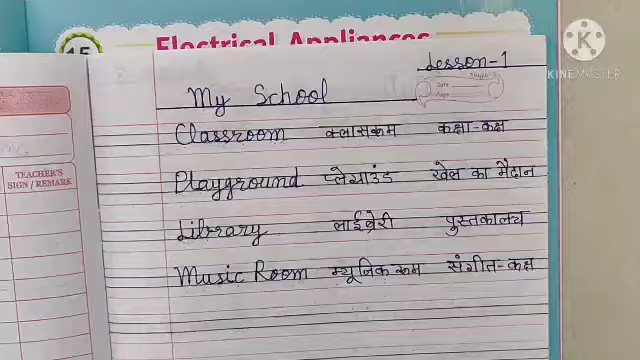 15 Electrical Appliances
KINEMASTER
Lesson-1
My School
Date
Page
Classroom क्लासरूम कक्षा-कक्ष
Playground प्लेग्राउंड खेल का मैदान
TEACHER'S
SIGN / REMARK
Library लाईब्रेरी पुस्तकालय
Music Room म्यूजिक रूम संगीत-कक्ष